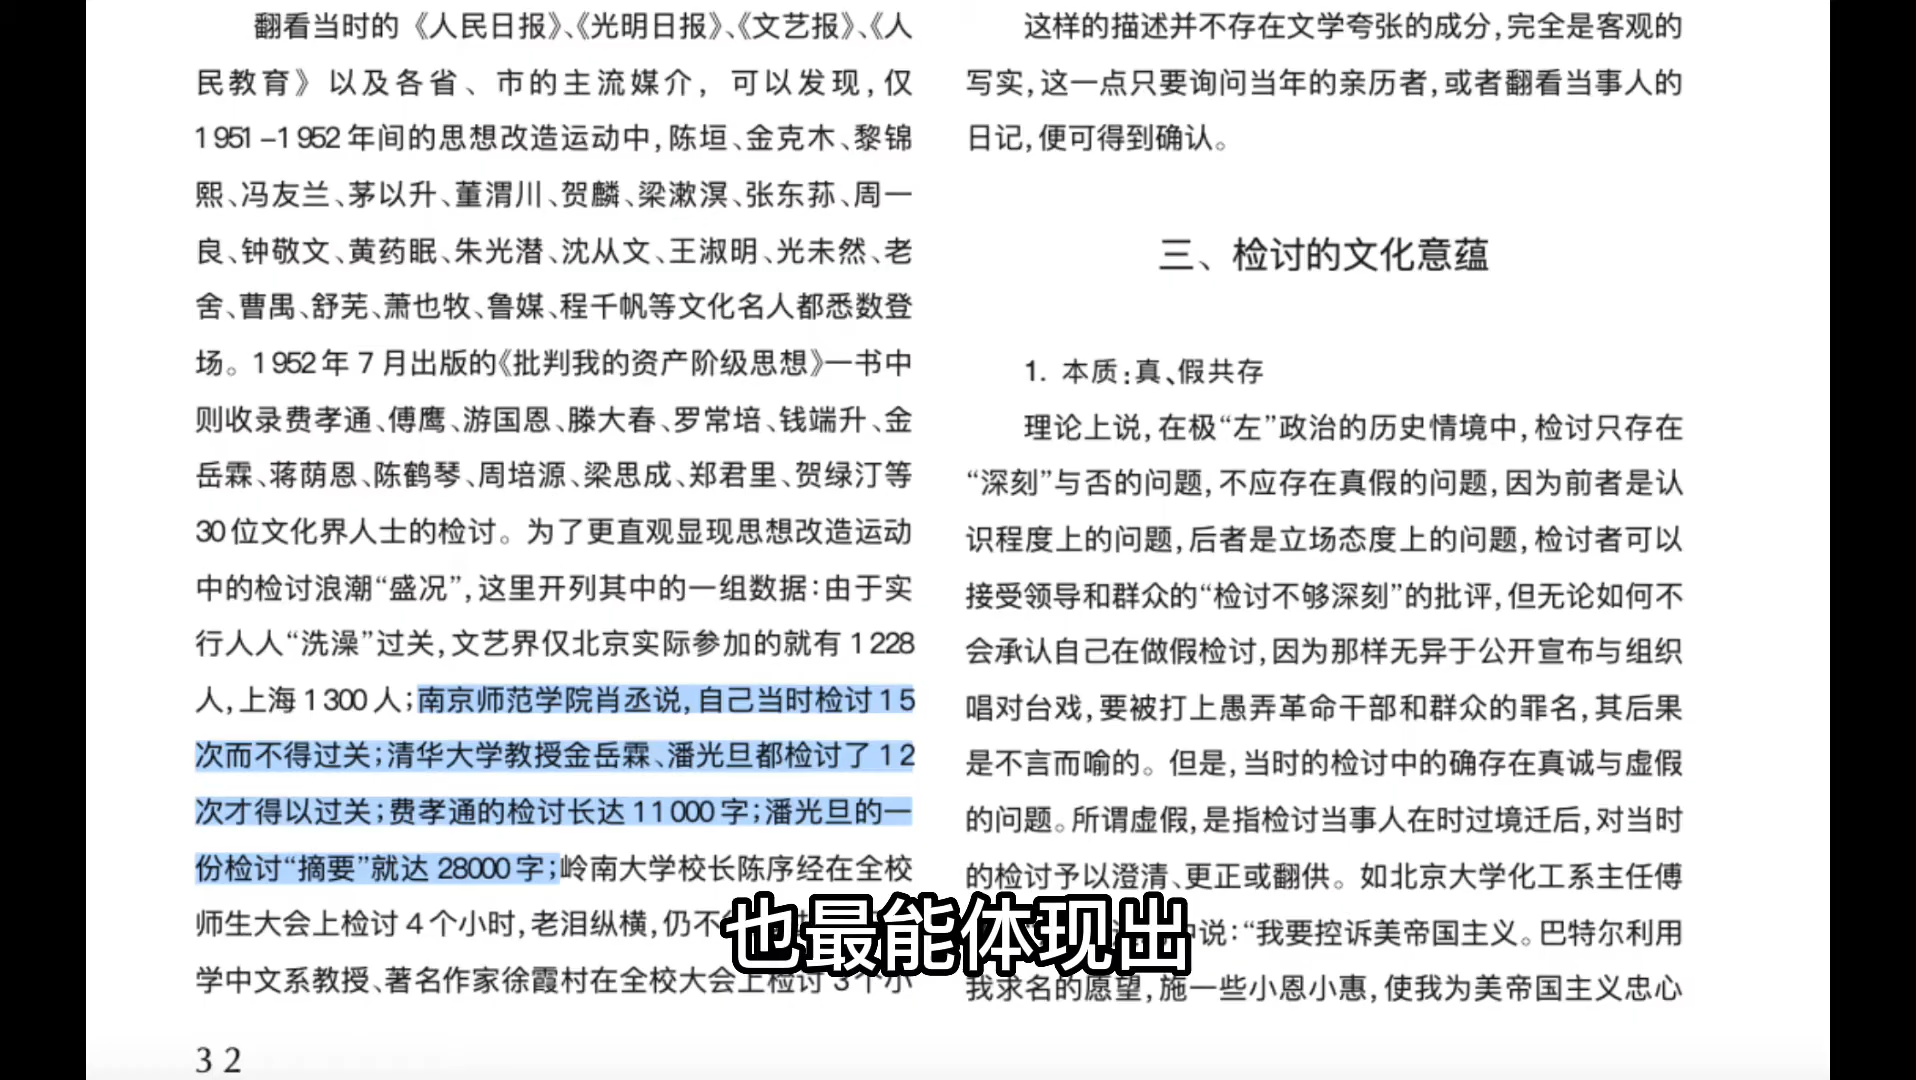 翻看当时的《人民日报》、《光明日报》、《文艺报》、《人
民教育》以及各省、市的主流媒介，可以发现，仅
1951–1952年间的思想改造运动中，陈垣、金克木、黎锦
熙、冯友兰、茅以升、董渭川、贺麟、梁漱溟、张东荪、周一
良、钟敬文、黄药眠、朱光潜、沈从文、王淑明、光未然、老
舍、曹禺、舒芜、萧也牧、鲁媒、程千帆等文化名人都悉数登
场。1952年7月出版的《批判我的资产阶级思想》一书中
则收录费孝通、傅鹰、游国恩、滕大春、罗常培、钱端升、金
岳霖、蒋荫恩、陈鹤琴、周培源、梁思成、郑君里、贺绿汀等
30位文化界人士的检讨。为了更直观显现思想改造运动
中的检讨浪潮“盛况”，这里开列其中的一组数据：由于实
行人人“洗澡”过关，文艺界仅北京实际参加的就有1228
人，上海1300人；南京师范学院肖丞说，自己当时检讨15
次而不得过关；清华大学教授金岳霖、潘光旦都检讨了12
次才得以过关；费孝通的检讨长达11000字；潘光旦的一
份检讨“摘要”就达28000字；岭南大学校长陈序经在全校
师生大会上检讨4个小时，老泪纵横，仍不
学中文系教授、著名作家徐霞村在全校大会上检讨3个小
32
这样的描述并不存在文学夸张的成分，完全是客观的
写实，这一点只要询问当年的亲历者，或者翻看当事人的
日记，便可得到确认。
三、检讨的文化意蕴
1. 本质：真、假共存
理论上说，在极“左”政治的历史情境中，检讨只存在
“深刻”与否的问题，不应存在真假的问题，因为前者是认
识程度上的问题，后者是立场态度上的问题，检讨者可以
接受领导和群众的“检讨不够深刻”的批评，但无论如何不
会承认自己在做假检讨，因为那样无异于公开宣布与组织
唱对台戏，要被打上愚弄革命干部和群众的罪名，其后果
是不言而喻的。但是，当时的检讨中的确存在真诚与虚假
的问题。所谓虚假，是指检讨当事人在时过境迁后，对当时
的检讨予以澄清、更正或翻供。如北京大学化工系主任傅
中说：“我要控诉美帝国主义。巴特尔利用
我求名的愿望，施一些小恩小惠，使我为美帝国主义忠心
也最能体现出